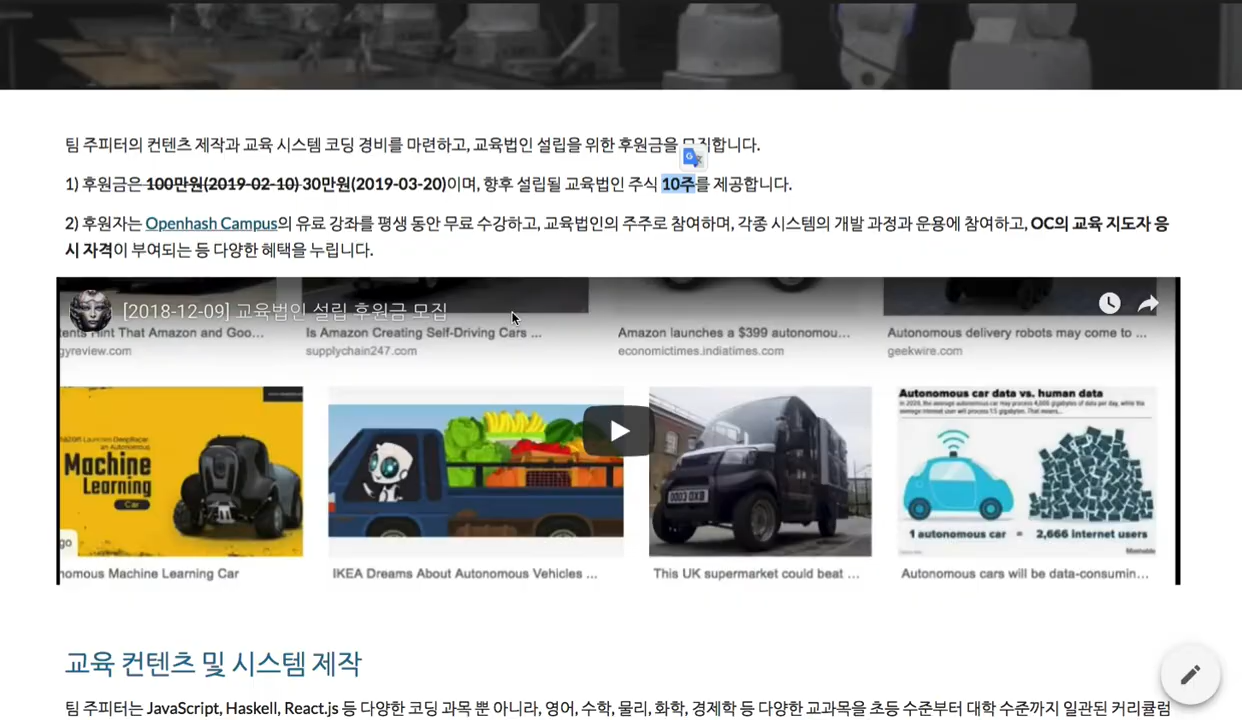 팀 주피터의 컨텐츠 제작과 교육 시스템 코딩 경비를 마련하고, 교육법인 설립을 위한 후원금을 모집합니다.
1) 후원금은 100만원(2019-02-10) 30만원(2019-03-20)이며, 향후 설립될 교육법인 주식 10주를 제공합니다.
2) 후원자는 Openhash Campus의 유료 강좌를 평생 동안 무료 수강하고, 교육법인의 주주로 참여하며, 각종 시스템의 개발 과정과 운용에 참여하고, OC의 교육 지도자 응
시 자격이 부여되는 등 다양한 혜택을 누립니다.
[2018-12-09] 교육법인 설립 후원금 모집
tents Hint That Amazon and Goo... Is Amazon Creating Self-Driving Cars ... Amazon launches a $399 autonomou... Autonomous delivery robots may come to ...
gyreview.com supplychain247.com economictimes.indiatimes.com geekwire.com
Autonomous car data vs. human data
Machine
Learning
Car
OO03 OXB
1 autonomous car = 2,666 internet users
Mashable
go
nomous Machine Learning Car IKEA Dreams About Autonomous Vehicles ... This UK supermarket could beat ... Autonomous cars will be data-consumin...
교육 컨텐츠 및 시스템 제작
팀 주피터는 JavaScript, Haskell, React.js 등 다양한 코딩 과목 뿐 아니라, 영어, 수학, 물리, 화학, 경제학 등 다양한 교과목을 초등 수준부터 대학 수준까지 일관된 커리큘럼